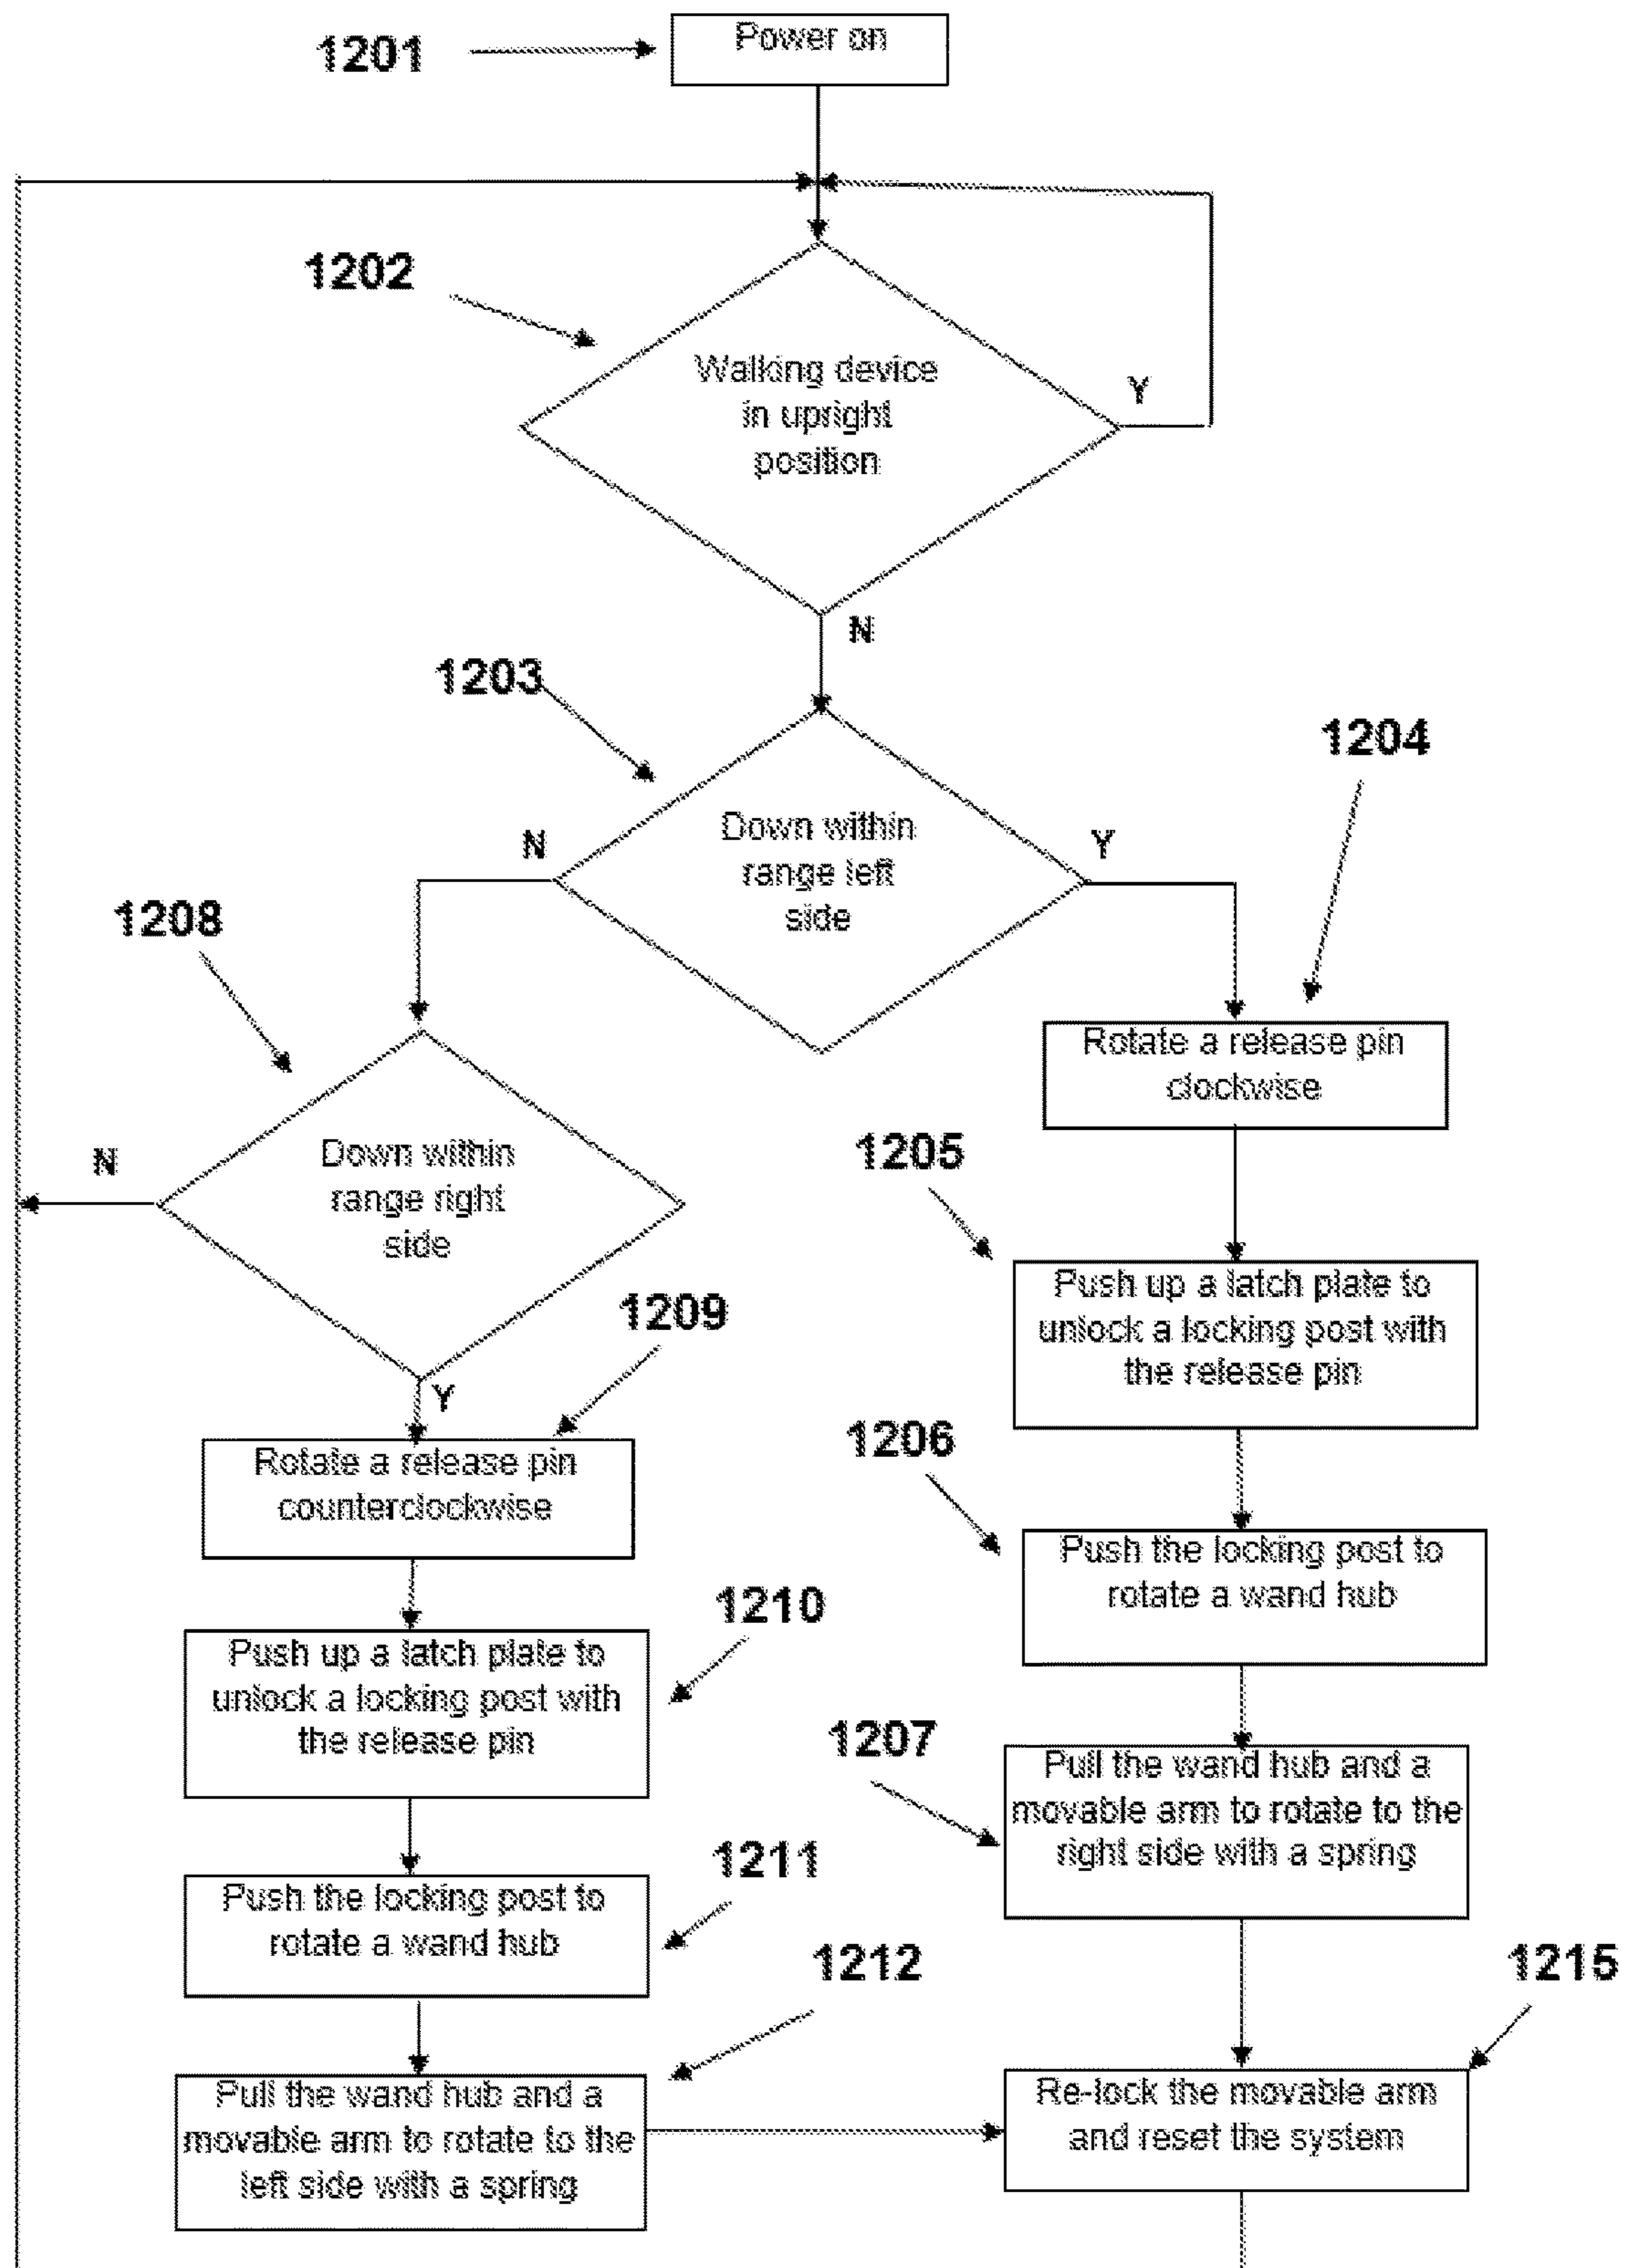 1201
Power on
1202
Walking device
in upright
position
Y
N
1203
1204
Down within
range left
side
N
Y
1208
Rotate a release pin
clockwise
Down within
range right
side
N
Y
1205
Push up a latch plate to
unlock a locking post with
the release pin
1209
Rotate a release pin
counterclockwise
1206
Push the locking post to
rotate a wand hub
1210
Push up a latch plate to
unlock a locking post with
the release pin
1207
Pull the wand hub and a
movable arm to rotate to the
right side with a spring
1211
Push the locking post to
rotate a wand hub
1212
Pull the wand hub and a
movable arm to rotate to the
left side with a spring
1215
Re-lock the movable arm
and reset the system